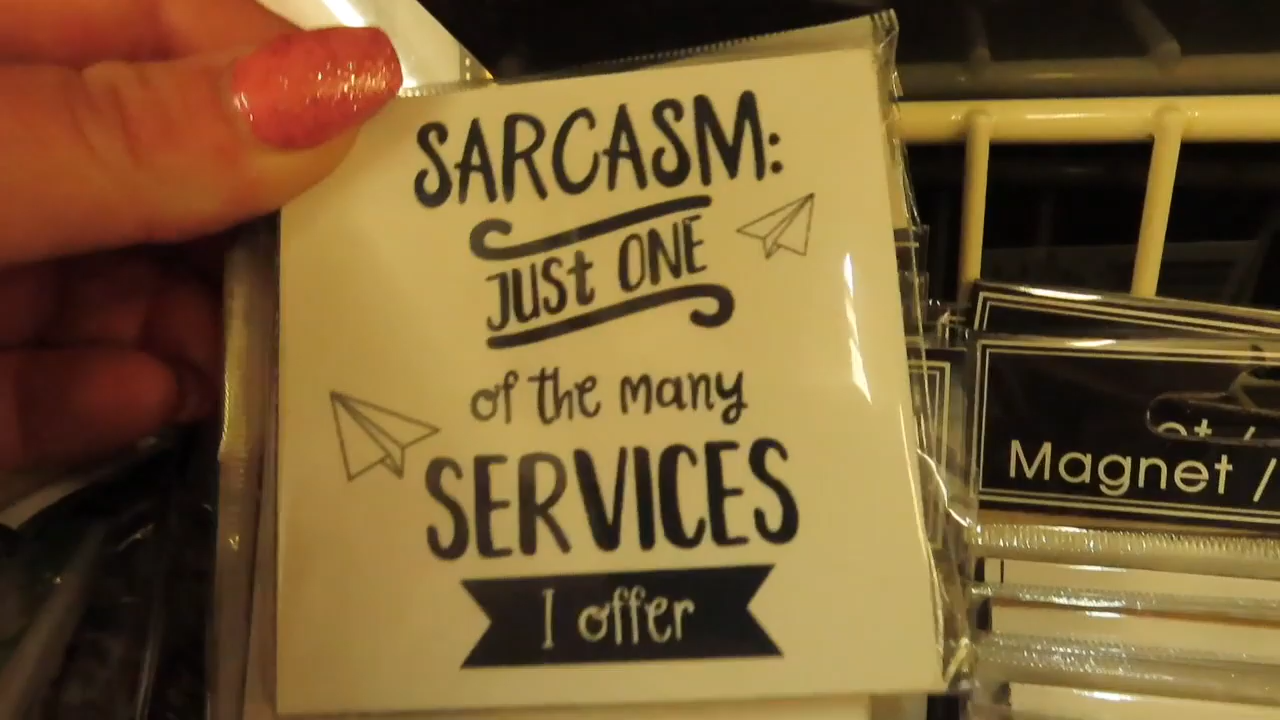 SARCASM:
JUST ONE
of the many
SERVICES
I offer
Magnet /